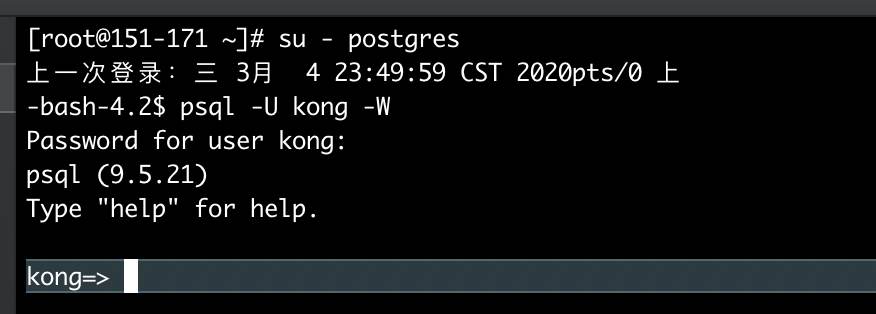 [root@151-171 ~]# su - postgres
上一次登录：三 3月  4 23:49:59 CST 2020pts/0 上
-bash-4.2$ psql -U kong -W
Password for user kong:
psql (9.5.21)
Type "help" for help.
kong=>